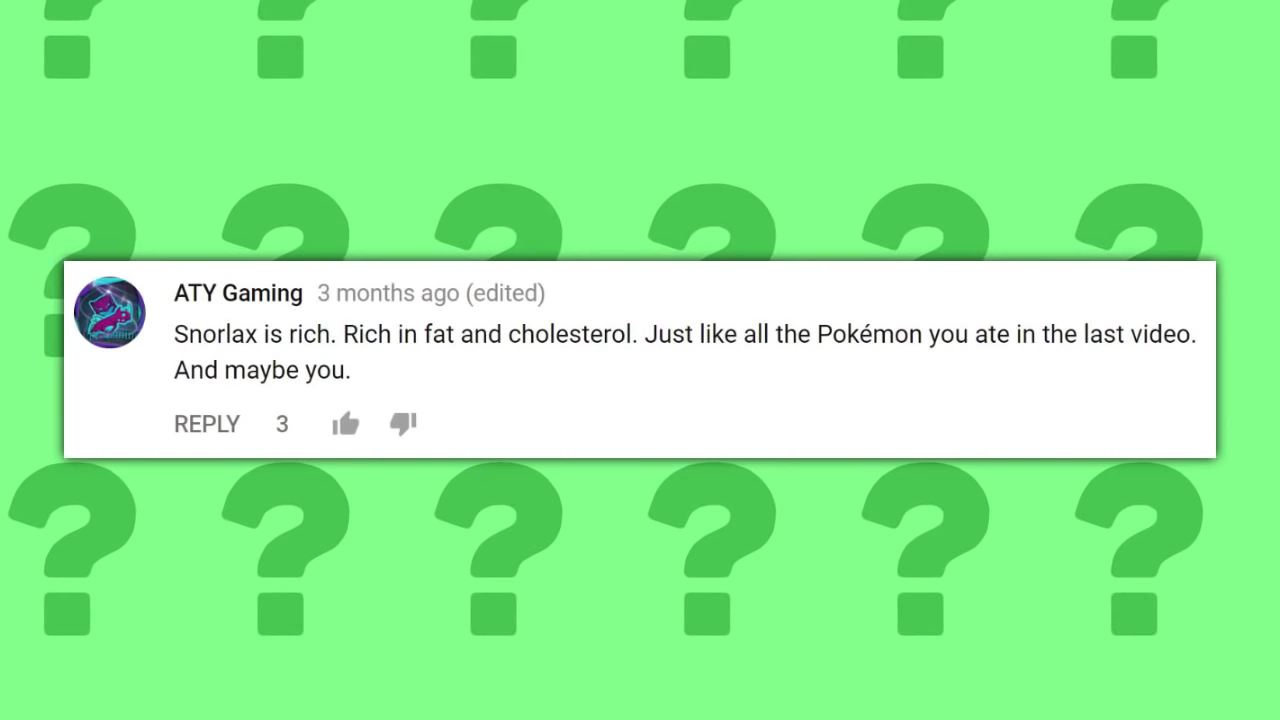 ATY Gaming 3 months ago (edited)
Snorlax is rich. Rich in fat and cholesterol. Just like all the Pokémon you ate in the last video.
And maybe you.
REPLY 3